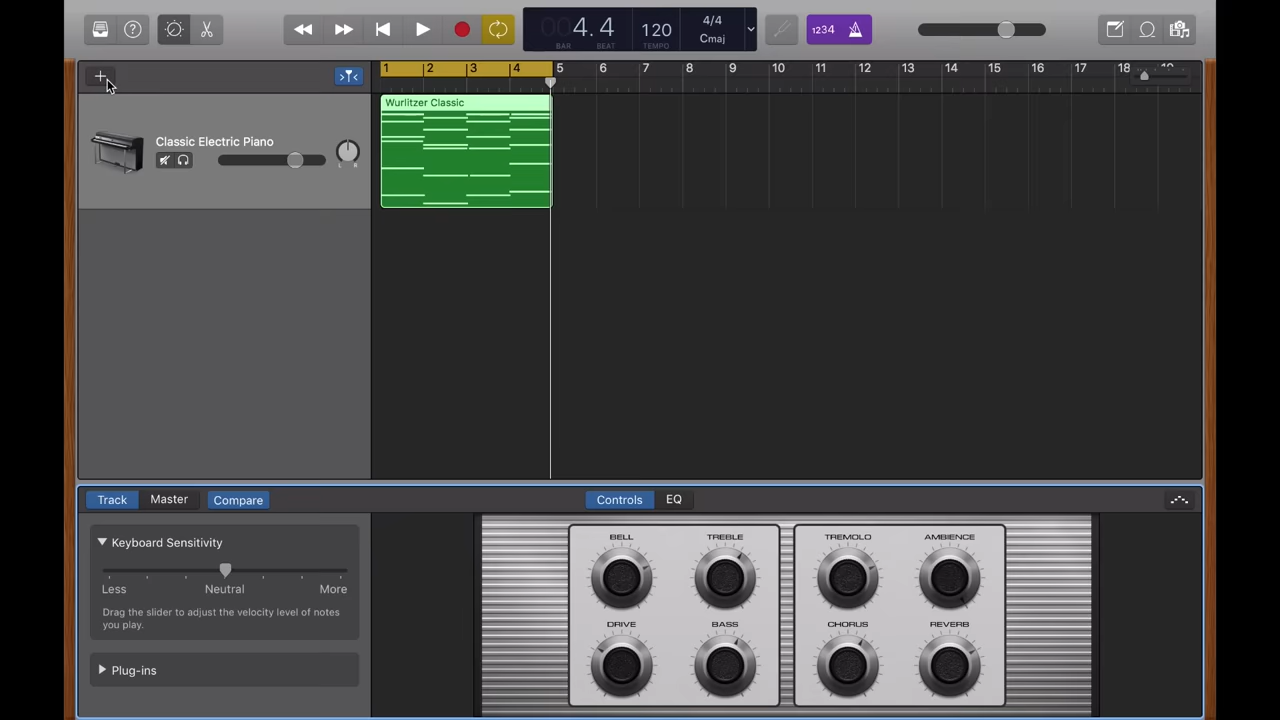 4.4
BAR BEAT
120
TEMPO
4/4
Cmaj
1234
1 2 3 4 5 6 7 8 9 10 11 12 13 14 15 16 17 18
Wurlitzer Classic
Classic Electric Piano
L R
Track Master Compare
Controls EQ
Keyboard Sensitivity
Less Neutral More
Drag the slider to adjust the velocity level of notes
you play.
Plug-ins
BELL TREBLE TREMOLO AMBIENCE
DRIVE BASS CHORUS REVERB